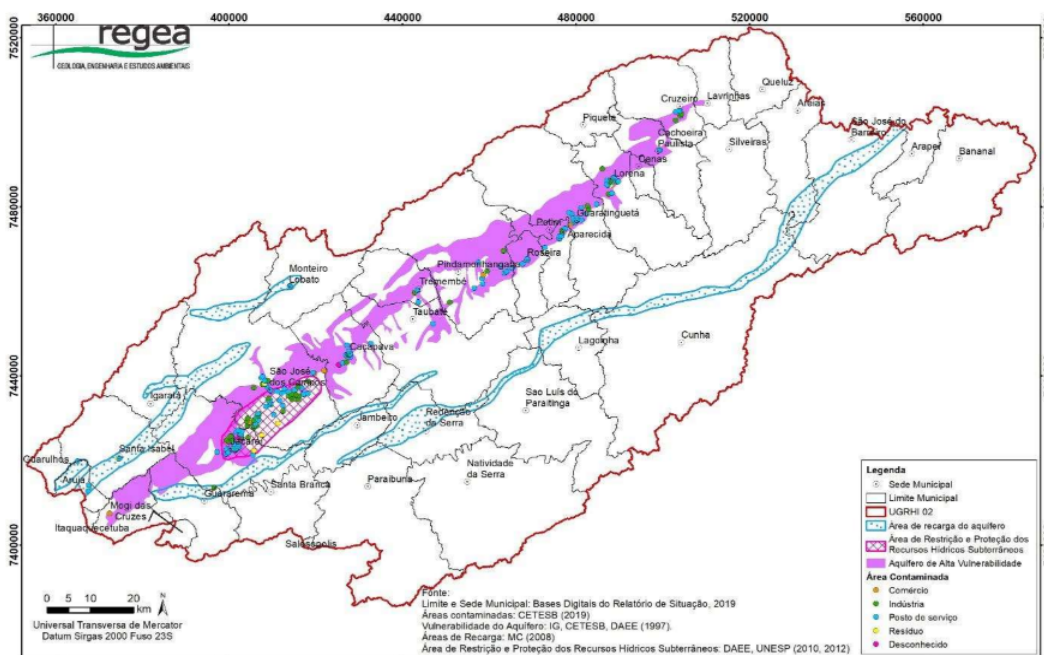 360000 400000 440000 480000 520000 560000
7520000
7480000
7440000
7400000
regea
GEOLOGIA, ENGENHARIA E ESTUDOS AMBIENTAIS
Queluz
Lavrinhas
Cruzeiro
Areias
Piquete
São José do
Barreiro
Cachoeira
Paulista
Silveiras
Arapeí
Bananal
Canas
Lorena
Guaratinguetá
Potim
Aparecida
Roseira
Pindamonhangaba
Monteiro
Lobato
Tremembé
Taubaté
Lagoinha
Cunha
Caçapava
São José
dos Campos
Igaratá
Sao Luís do
Paraitinga
Jambeiro
Redenção
da Serra
Jacareí
Santa Isabel
Guarulhos
Arujá
Natividade
da Serra
Paraibuna
Santa Branca
Guararema
Mogi das
Cruzes
Itaquaquecetuba
Salesópolis
Legenda
Sede Municipal
Limite Municipal
UGRHI 02
Área de recarga do aquífero
Área de Restrição e Proteção dos
Recursos Hídricos Subterrâneos
Aquífero de Alta Vulnerabilidade
Área Contaminada
Comércio
Indústria
Posto de serviço
Resíduo
Desconhecido
0 5 10 20
km
N
Universal Transversa de Mercator
Datum Sirgas 2000 Fuso 23S
Fonte:
Limite e Sede Municipal: Bases Digitais do Relatório de Situação, 2019
Áreas contaminadas: CETESB (2019)
Vulnerabilidade do Aquífero: IG, CETESB, DAEE (1997).
Áreas de Recarga: MC (2008)
Área de Restrição e Proteção dos Recursos Hídricos Subterrâneos: DAEE, UNESP (2010, 2012)